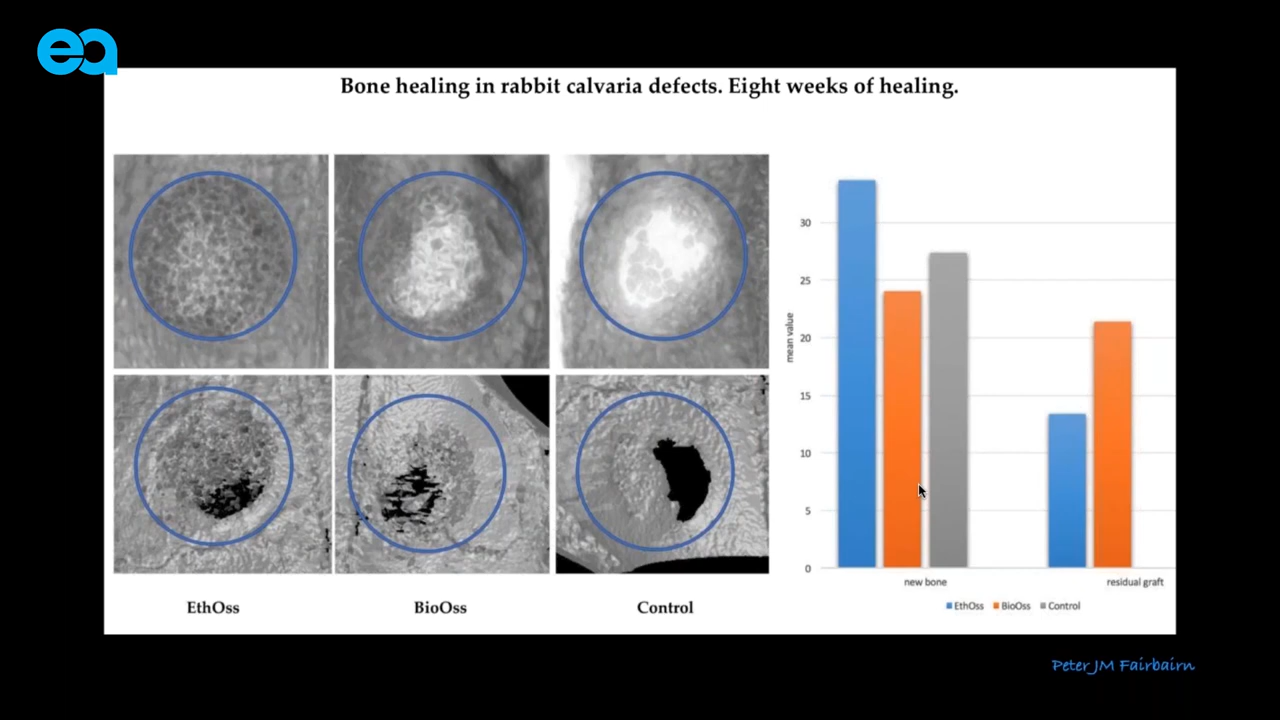 ea
Bone healing in rabbit calvaria defects. Eight weeks of healing.
EthOss
BioOss
Control
mean value
30
25
20
15
10
5
0
new bone
residual graft
EthOss BioOss Control
Peter JM Fairbairn